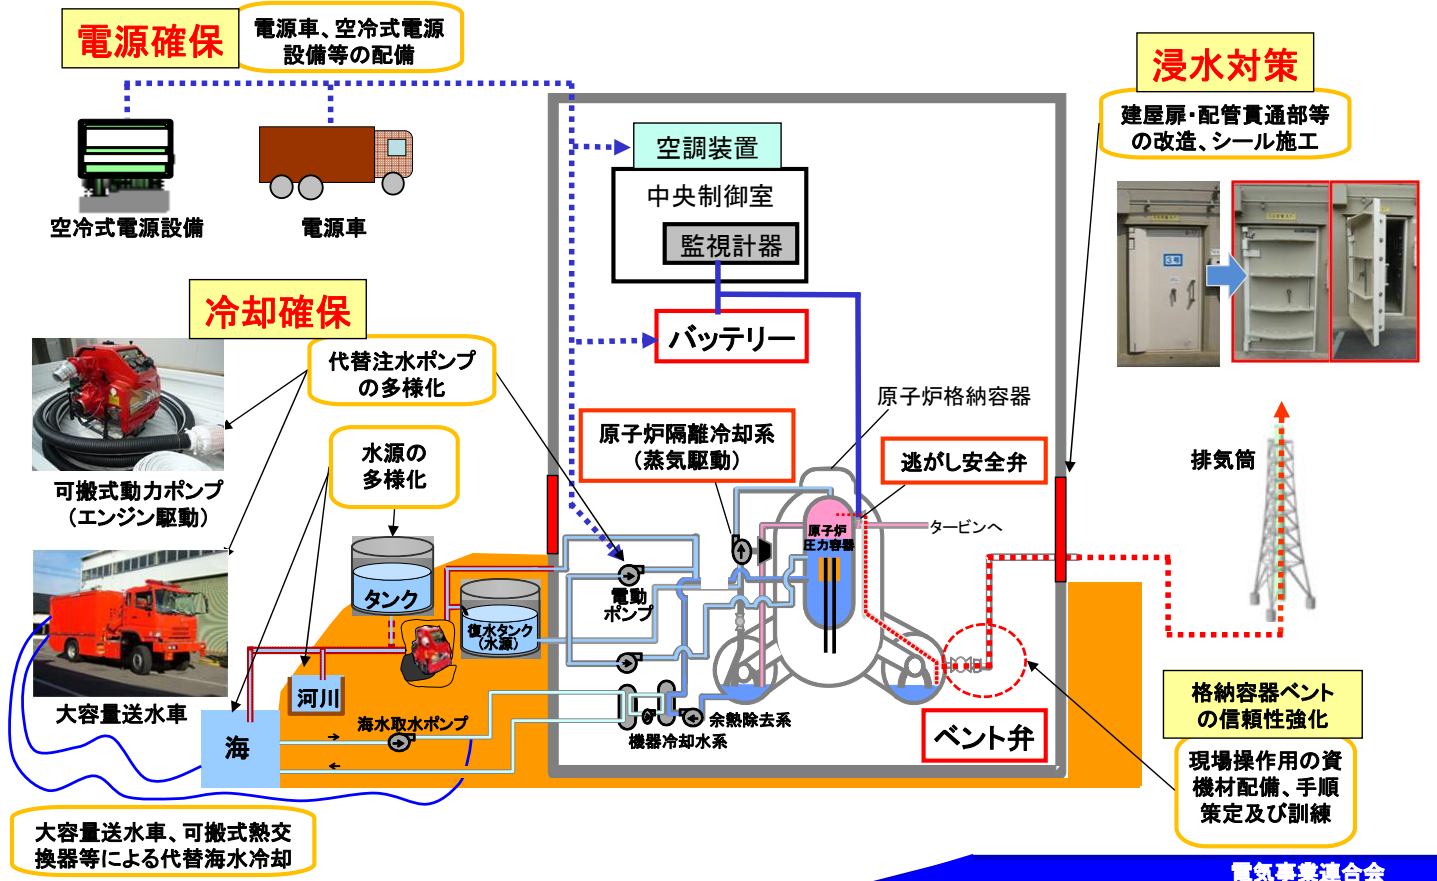 電源確保
電源車、空冷式電源
設備等の配備
空冷式電源設備
電源車
浸水対策
建屋扉・配管貫通部等
の改造、シール施工
3号
空調装置
中央制御室
監視計器
バッテリー
冷却確保
代替注水ポンプ
の多様化
水源の
多様化
可搬式動力ポンプ
（エンジン駆動）
大容量送水車
原子炉隔離冷却系
（蒸気駆動）
原子炉格納容器
逃がし安全弁
タービンへ
原子炉
圧力容器
排気筒
タンク
復水タンク
（水源）
電動
ポンプ
河川
海
海水取水ポンプ
機器冷却水系
余熱除去系
ベント弁
格納容器ベント
の信頼性強化
現場操作用の資
機材配備、手順
策定及び訓練
大容量送水車、可搬式熱交
換器等による代替海水冷却
電気事業連合会